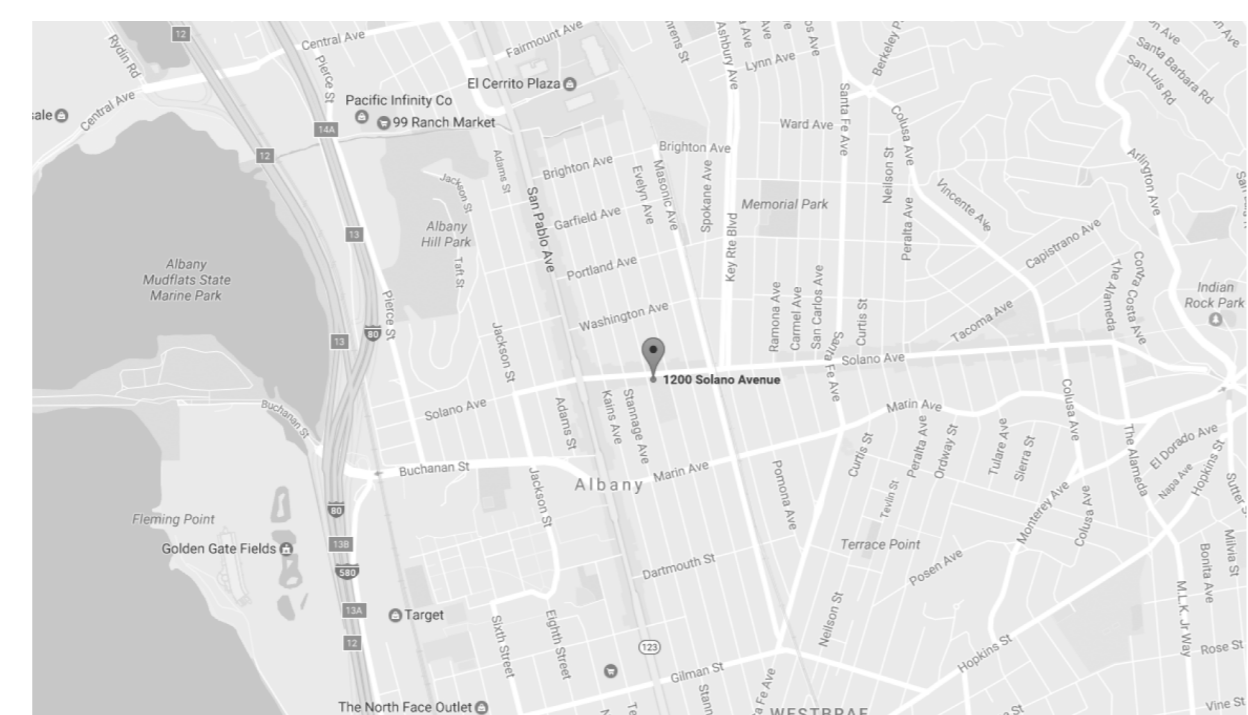 12
Rydin Rd
Central Ave
Pierce St
Fairmount Ave
Ashbury Ave
Lynn Ave
Santa Fe Ave
Colusa Ave
Santa Barbara Rd
San Luis Rd
El Cerrito Plaza
Pacific Infinity Co
99 Ranch Market
Central Ave
14A
12
Ward Ave
Brighton Ave
Brighton Ave
Adams St
Jackson St
San Pablo Ave
Evelyn Ave
Masonic Ave
Spokane Ave
Neilson St
Arlington Ave
Vincente Ave
Memorial Park
Garfield Ave
Albany
Hill Park
13
Key Rte Blvd
Peralta Ave
Capistrano Ave
Albany
Mudflats State
Marine Park
Taft St
Portland Ave
The Alameda
Contra Costa Ave
Indian
Rock Park
Pierce St
Washington Ave
Ramona Ave
Carmel Ave
San Carlos Ave
Curtis St
Tacoma Ave
80
13
Jackson St
Santa Fe Ave
Solano Ave
1200 Solano Avenue
Buchanan St
Solano Ave
Adams St
Kains Ave
Stannage Ave
Marin Ave
Colusa Ave
Curtis St
Peralta Ave
Ordway St
Tulare Ave
Sierra St
The Alameda
El Dorado Ave
Napa Ave
Hopkins St
Buchanan St
Albany
Marin Ave
Pomona Ave
Jackson St
Tevlin St
Monterey Ave
Colusa Ave
80
Fleming Point
Golden Gate Fields
13B
580
Terrace Point
Posen Ave
Dartmouth St
Milvia St
Bonita Ave
M.L.K. Jr Way
13A
Target
12
Sixth Street
Eighth Street
Neilson St
123
Gilman St
Hopkins St
Rose St
The North Face Outlet
WESTBRAE
Vine St